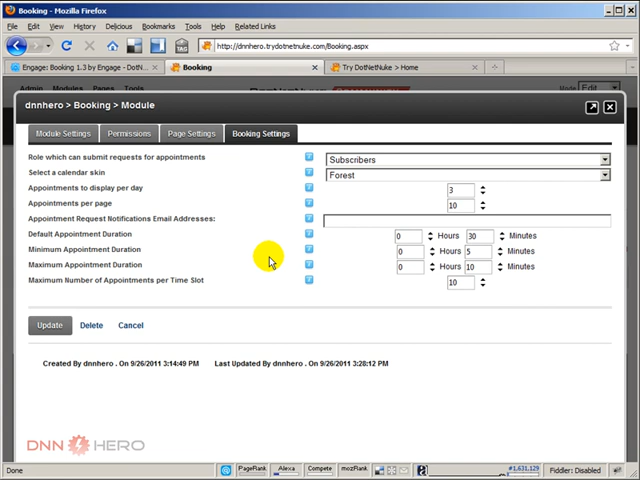 Booking - Mozilla Firefox
File Edit View History Delicious Bookmarks Tools Related Links
TAG
http://dnnhero.trydotnetnuke.com/Booking.aspx
Engage: Booking 1.3 by Engage - DotN...
Booking
Try DotNetNuke > Home
Admin Modules Pages Tools
Mode Edit
dnnhero > Booking > Module
Module Settings
Permissions
Page Settings
Booking Settings
Role which can submit requests for appointments ? Subscribers
Select a calendar skin ? Forest
Appointments to display per day ? 3
Appointments per page ? 10
Appointment Request Notifications Email Addresses: ?
Default Appointment Duration ? 0 Hours 30 Minutes
Minimum Appointment Duration ? 0 Hours 5 Minutes
Maximum Appointment Duration ? 0 Hours 10 Minutes
Maximum Number of Appointments per Time Slot ? 10
Update Delete Cancel
Created By dnnhero . On 9/26/2011 3:14:49 PM Last Updated By dnnhero . On 9/26/2011 3:28:12 PM
DNN HERO
Done PageRank Alexa Compete mozRank #1,631,129 Fiddler: Disabled